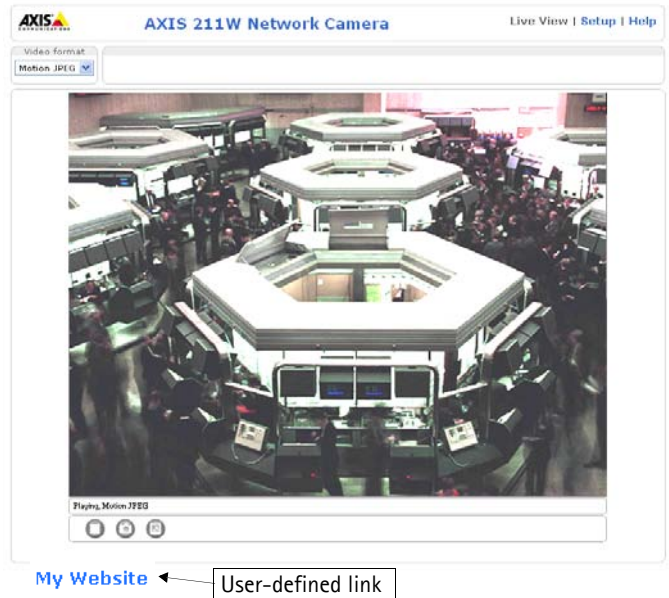 AXIS
COMMUNICATIONS
AXIS 211W Network Camera
Live View | Setup | Help
Video format
Motion JPEG
Playing, Motion JPEG
My Website
User-defined link